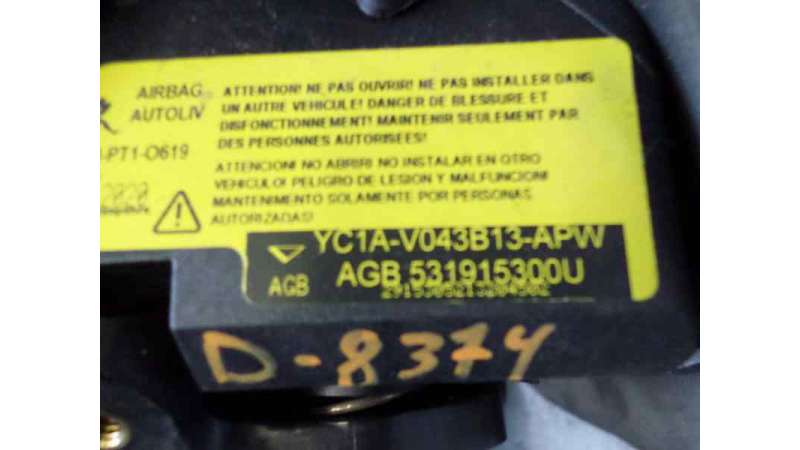 AIRBAG
AUTOLIV
-PT1-O619
2020
ATTENTION! NE PAS OUVRIR! NE PAS INSTALLER DANS
UN AUTRE VEHICULE! DANGER DE BLESSURE ET
DISFONCTIONNEMENT! MAINTENIR SEULEMENT PAR
DES PERSONNES AUTORISEES!
ATTENCION! NO ABRIR! NO INSTALAR EN OTRO
VEHICULO! PELIGRO DE LESION Y MALFUNCION!
MANTENIMENTO SOLAMENTE POR PERSONAS
AUTORIZADAS!
YC1A-V043B13-APW
AGB AGB 531915300U
D-8374